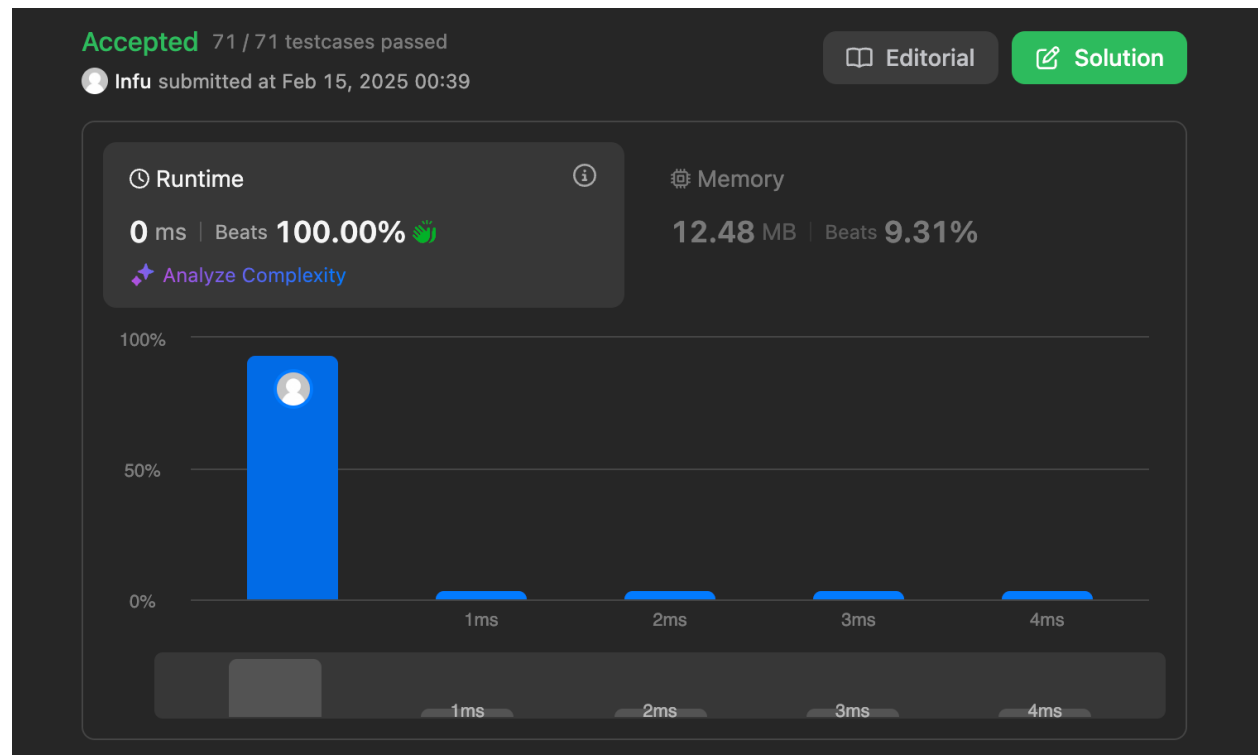 Accepted 71 / 71 testcases passed
Editorial
Solution
Infu submitted at Feb 15, 2025 00:39
Runtime
0 ms | Beats 100.00%
Analyze Complexity
Memory
12.48 MB | Beats 9.31%
100%
50%
0%
1ms 2ms 3ms 4ms
1ms 2ms 3ms 4ms